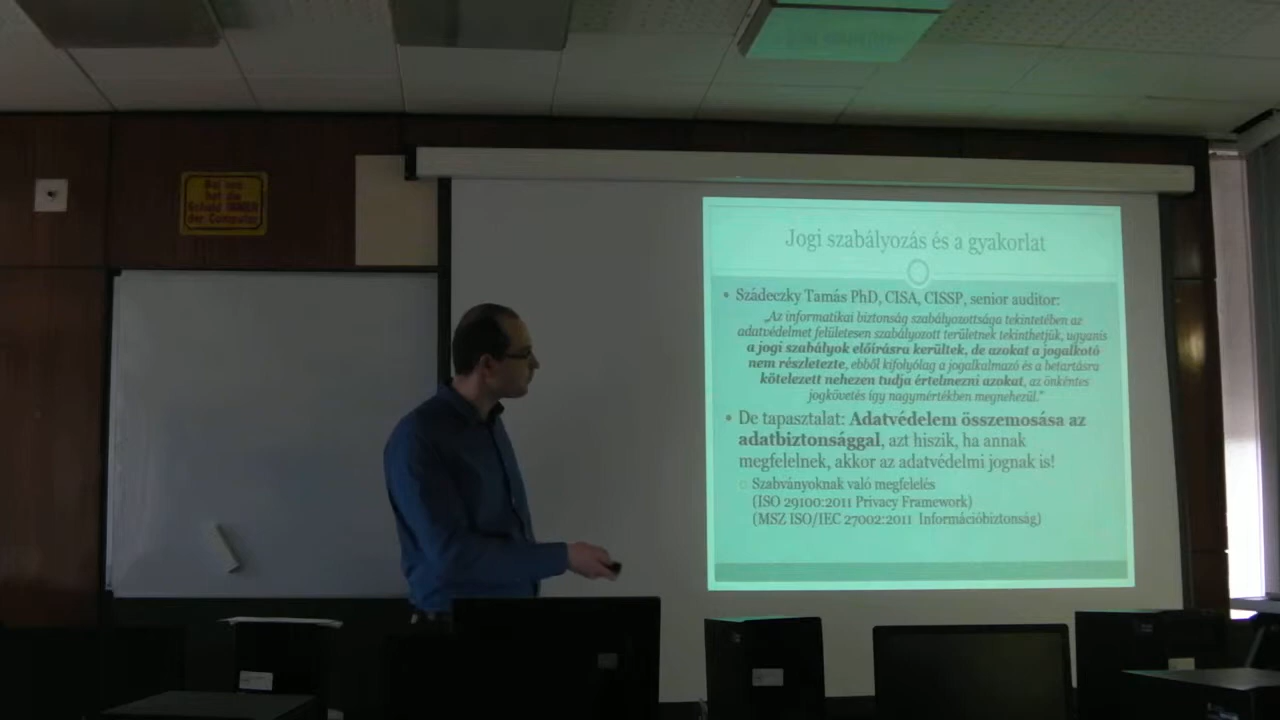 der Computer
Jogi szabályozás és a gyakorlat
• Szádeczky Tamás PhD, CISA, CISSP, senior auditor:
„Az informatikai biztonság szabályozottsága tekintetében az
adatvédelmet felületesen szabályozott területnek tekinthetjük, ugyanis
a jogi szabályok előírásra kerültek, de azokat a jogalkotó
nem részletezte, ebből kifolyólag a jogalkalmazó és a betartásra
kötelezett nehezen tudja értelmezni azokat, az önkéntes
jogkövetés így nagymértékben megnehezül.”
• De tapasztalat: Adatvédelem összemosása az
adatbiztonsággal, azt hiszik, ha annak
megfelelnek, akkor az adatvédelmi jognak is!
Szabványoknak való megfelelés
(ISO 29100:2011 Privacy Framework)
(MSZ ISO/IEC 27002:2011 Információbiztonság)